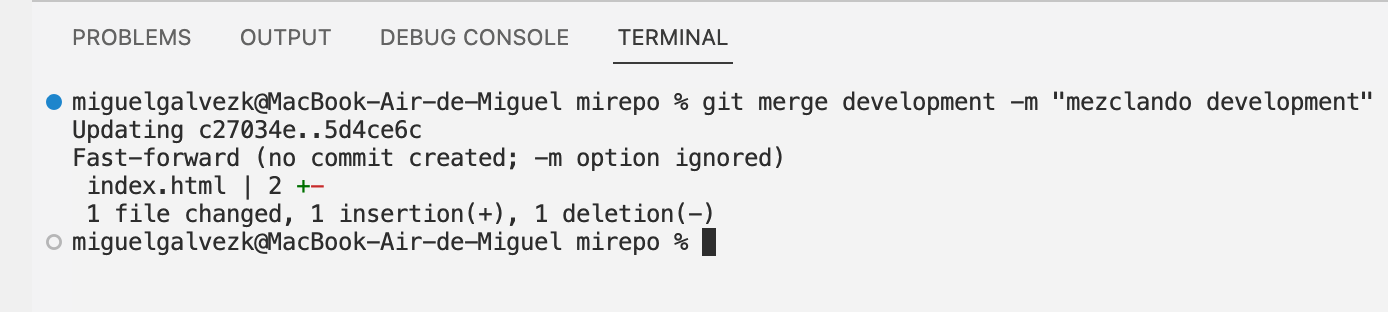 PROBLEMS OUTPUT DEBUG CONSOLE TERMINAL
miguelgalvezk@MacBook-Air-de-Miguel mirepo % git merge development -m "mezclando development"
Updating c27034e..5d4ce6c
Fast-forward (no commit created; -m option ignored)
index.html | 2 +-
1 file changed, 1 insertion(+), 1 deletion(-)
miguelgalvezk@MacBook-Air-de-Miguel mirepo %